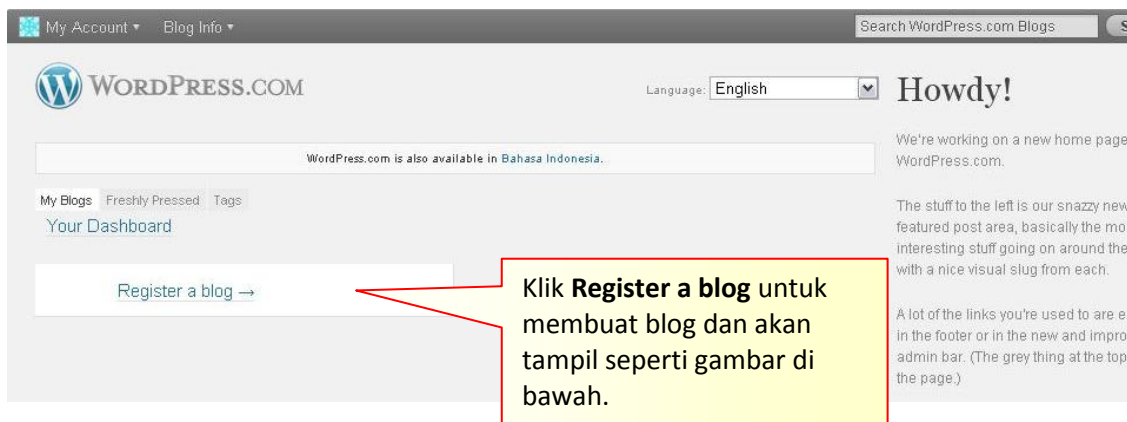 My Account ▾ Blog Info ▾ Search WordPress.com Blogs
WORDPRESS.COM
Language: English
WordPress.com is also available in Bahasa Indonesia.
My Blogs Freshly Pressed Tags
Your Dashboard
Register a blog →
Klik Register a blog untuk
membuat blog dan akan
tampil seperti gambar di
bawah.
Howdy!
We're working on a new home page
WordPress.com.
The stuff to the left is our snazzy new
featured post area, basically the mo
interesting stuff going on around the
with a nice visual slug from each.
A lot of the links you're used to are e
in the footer or in the new and impro
admin bar. (The grey thing at the top
the page.)